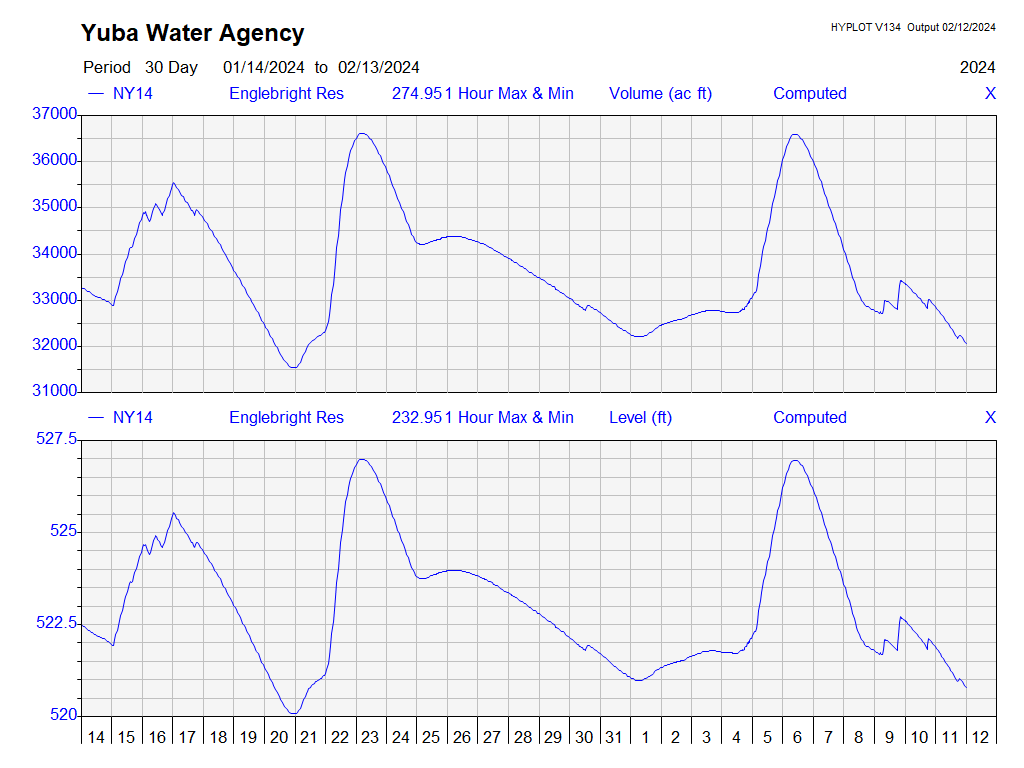 Yuba Water Agency
HYPLOT V134 Output 02/12/2024
Period 30 Day 01/14/2024 to 02/13/2024 2024
NY14 Englebright Res 274.951 Hour Max & Min Volume (ac ft) Computed X
37000
36000
35000
34000
33000
32000
31000
NY14 Englebright Res 232.951 Hour Max & Min Level (ft) Computed X
527.5
525
522.5
520
14 15 16 17 18 19 20 21 22 23 24 25 26 27 28 29 30 31 1 2 3 4 5 6 7 8 9 10 11 12